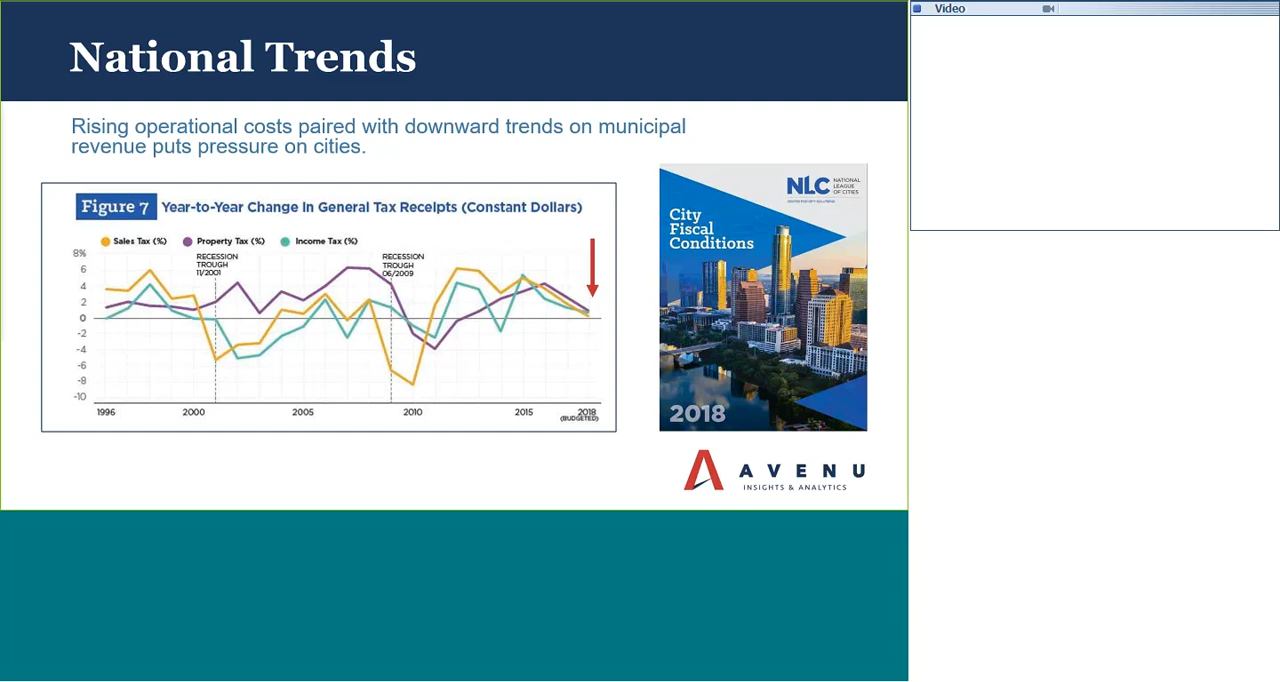 Video
National Trends
Rising operational costs paired with downward trends on municipal
revenue puts pressure on cities.
Figure 7 Year-to-Year Change in General Tax Receipts (Constant Dollars)
Sales Tax (%) Property Tax (%) Income Tax (%)
RECESSION
TROUGH
11/2001
RECESSION
TROUGH
06/2009
8%
6
4
2
0
-2
-4
-6
-8
-10
1996 2000 2005 2010 2015 2018
(BUDGETED)
NLC NATIONAL
LEAGUE
OF CITIES
City
Fiscal
Conditions
2018
AVENU
INSIGHTS & ANALYTICS